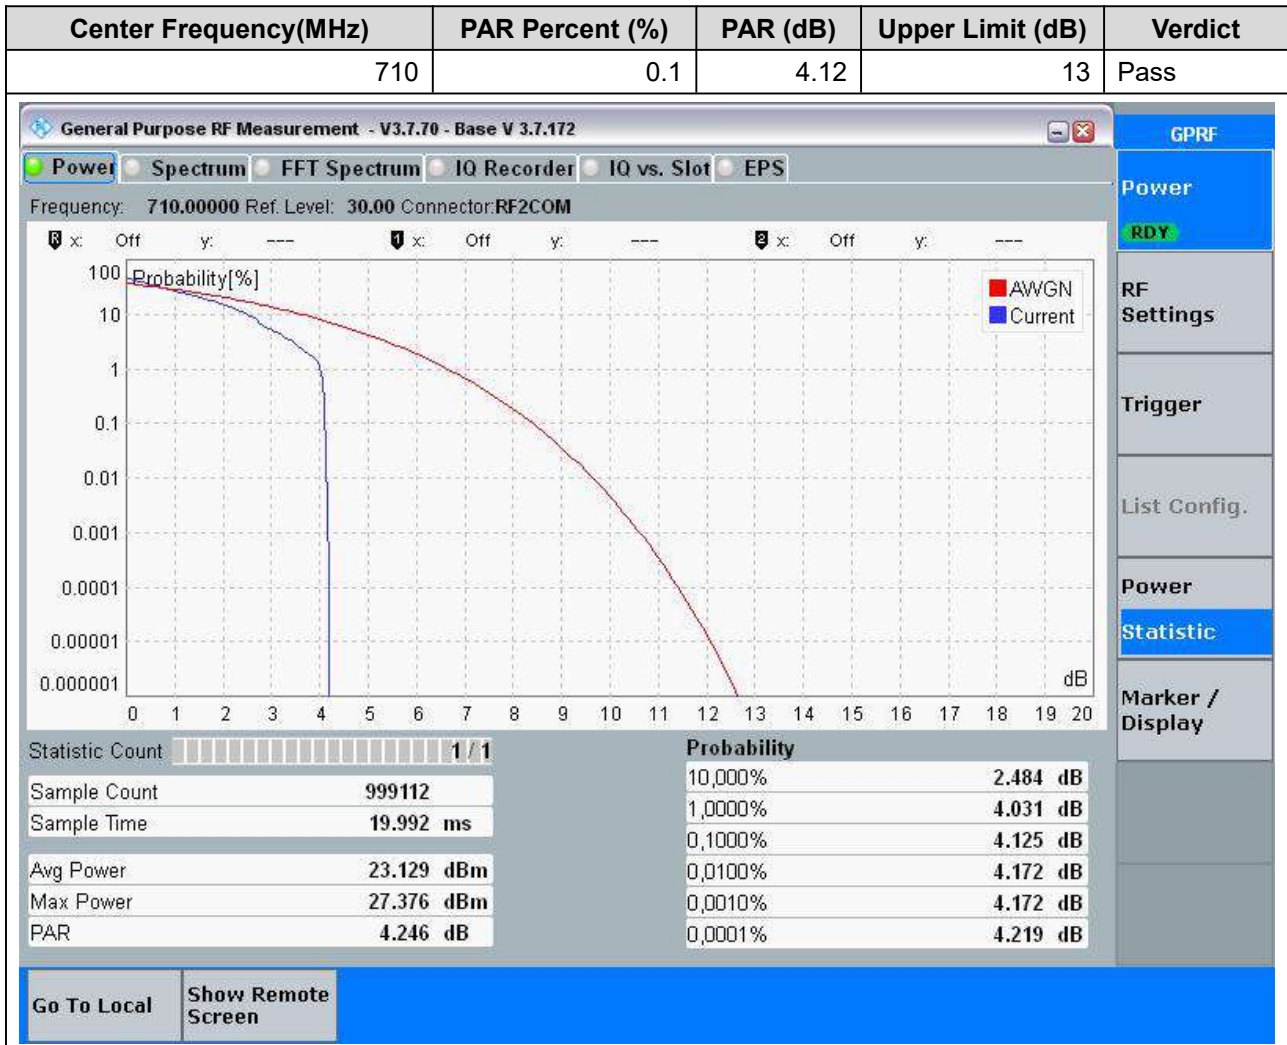 Center Frequency(MHz) PAR Percent (%) PAR (dB) Upper Limit (dB) Verdict
710 0.1 4.12 13 Pass
General Purpose RF Measurement - V3.7.70 - Base V 3.7.172
GPRF
Power Spectrum FFT Spectrum IQ Recorder IQ vs. Slot EPS
Power
RDY
Frequency: 710.00000 Ref. Level: 30.00 Connector:RF2COM
R x: Off y: --- 1 x: Off y: --- 2 x: Off y: ---
Probability[%]
AWGN
Current
100
10
1
0.1
0.01
0.001
0.0001
0.00001
0.000001
dB
0 1 2 3 4 5 6 7 8 9 10 11 12 13 14 15 16 17 18 19 20
RF
Settings
Trigger
List Config.
Power
Statistic
Marker /
Display
Statistic Count 1 / 1
Sample Count 999112
Sample Time 19.992 ms
Avg Power 23.129 dBm
Max Power 27.376 dBm
PAR 4.246 dB
Probability
10,000% 2.484 dB
1,0000% 4.031 dB
0,1000% 4.125 dB
0,0100% 4.172 dB
0,0010% 4.172 dB
0,0001% 4.219 dB
Go To Local
Show Remote
Screen